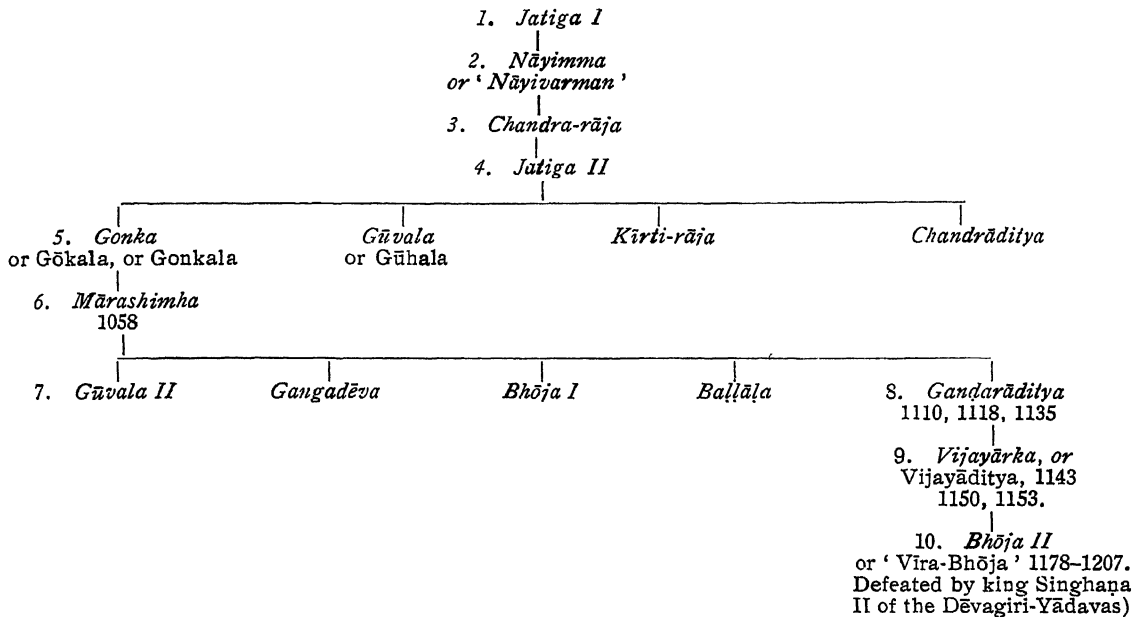 1. Jatiga I
2. Nāyimma
or ‘ Nāyivarman ’
3. Chandra-rāja
4. Jatiga II
5. Gonka
or Gōkala, or Gonkala
Gūvala
or Gūhala
Kīrti-rāja
Chandrāditya
6. Mārashimha
1058
7. Gūvala II
Gangadēva
Bhōja I
Baḷḷāḷa
8. Gaṇḍarāditya
1110, 1118, 1135
9. Vijayārka, or
Vijayāditya, 1143
1150, 1153.
10. Bhōja II
or ‘ Vīra-Bhōja ’ 1178–1207.
Defeated by king Singhaṇa
II of the Dēvagiri-Yādavas)